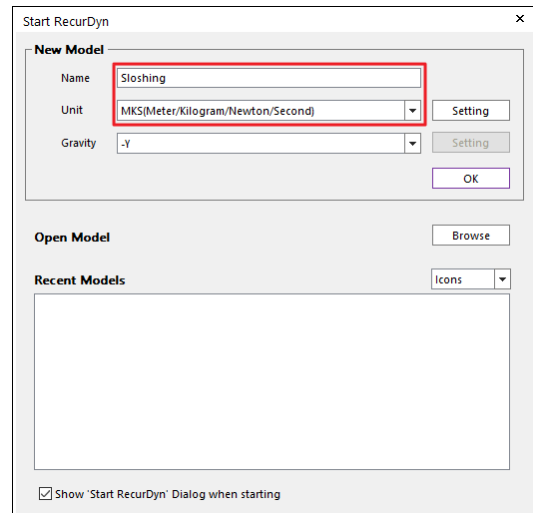 Start RecurDyn
New Model
Name Sloshing
Unit MKS(Meter/Kilogram/Newton/Second) Setting
Gravity -Y Setting
OK
Open Model Browse
Recent Models Icons
Show 'Start RecurDyn' Dialog when starting